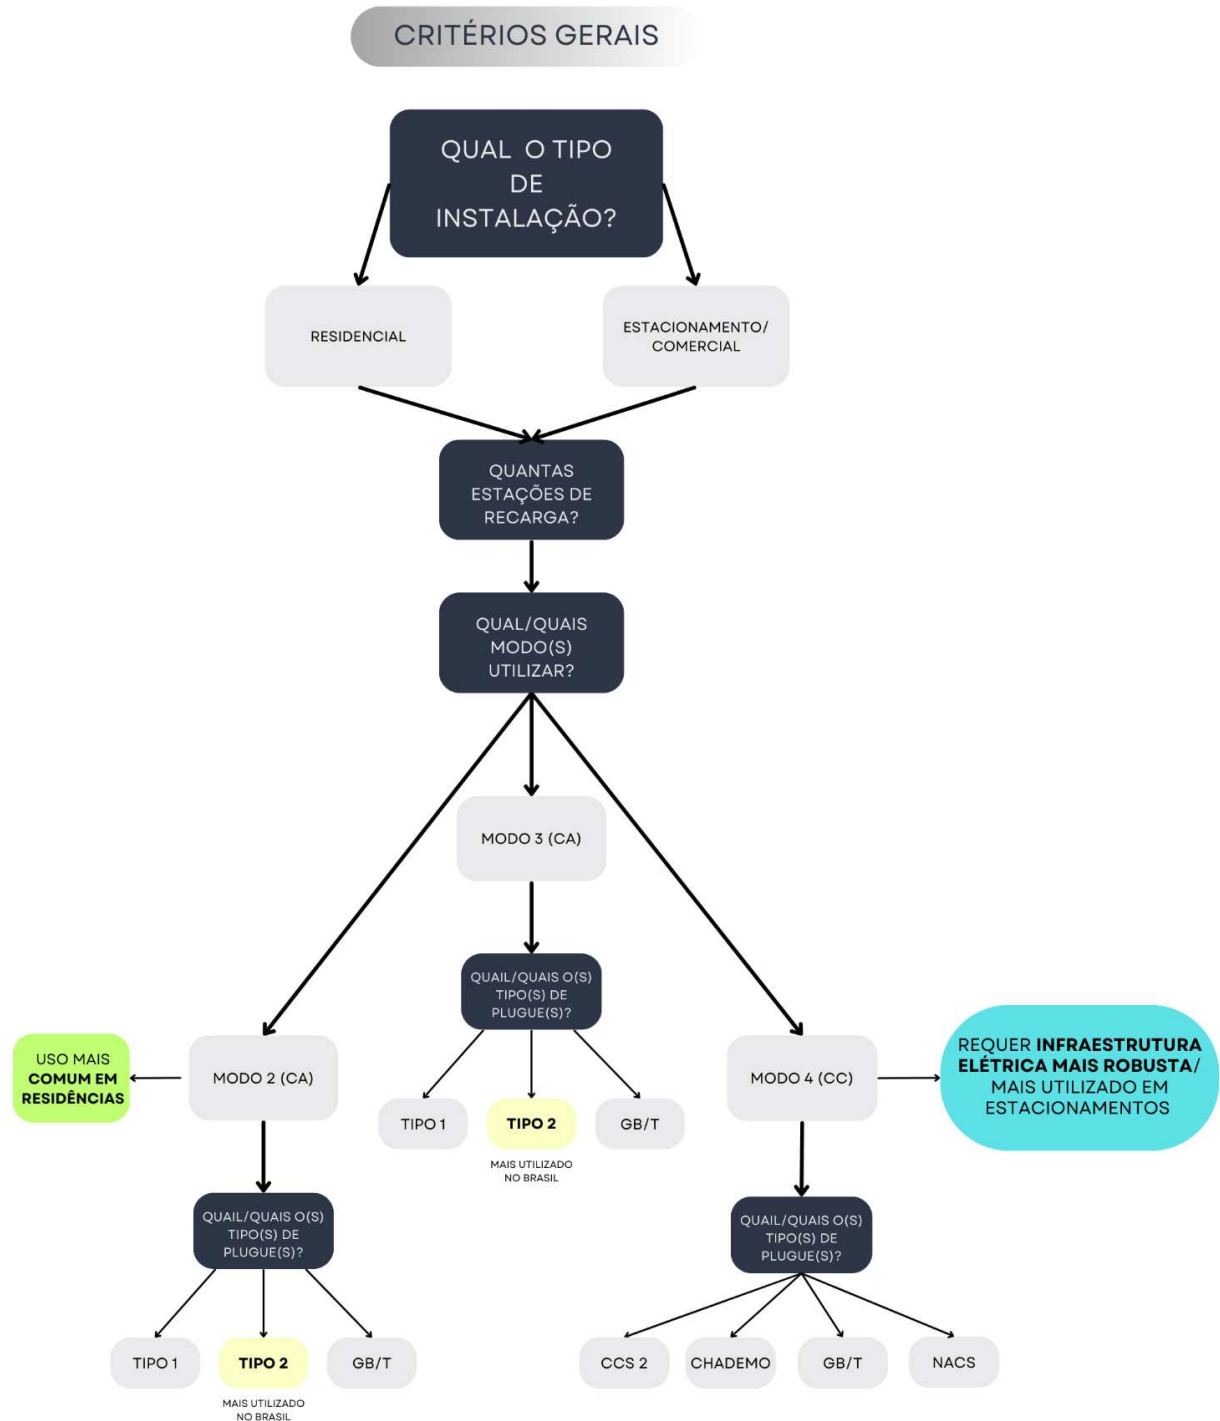 CRITÉRIOS GERAIS
QUAL O TIPO
DE
INSTALAÇÃO?
RESIDENCIAL
ESTACIONAMENTO/
COMERCIAL
QUANTAS
ESTAÇÕES DE
RECARGA?
QUAL/QUAIS
MODO(S)
UTILIZAR?
MODO 3 (CA)
QUAIL/QUAIS O(S)
TIPO(S) DE
PLUGUE(S)?
TIPO 1
TIPO 2
GB/T
MAIS UTILIZADO
NO BRASIL
USO MAIS
COMUM EM
RESIDÊNCIAS
MODO 2 (CA)
QUAIL/QUAIS O(S)
TIPO(S) DE
PLUGUE(S)?
TIPO 1
TIPO 2
GB/T
MAIS UTILIZADO
NO BRASIL
MODO 4 (CC)
REQUER INFRAESTRUTURA
ELÉTRICA MAIS ROBUSTA/
MAIS UTILIZADO EM
ESTACIONAMENTOS
QUAIL/QUAIS O(S)
TIPO(S) DE
PLUGUE(S)?
CCS 2
CHADEMO
GB/T
NACS